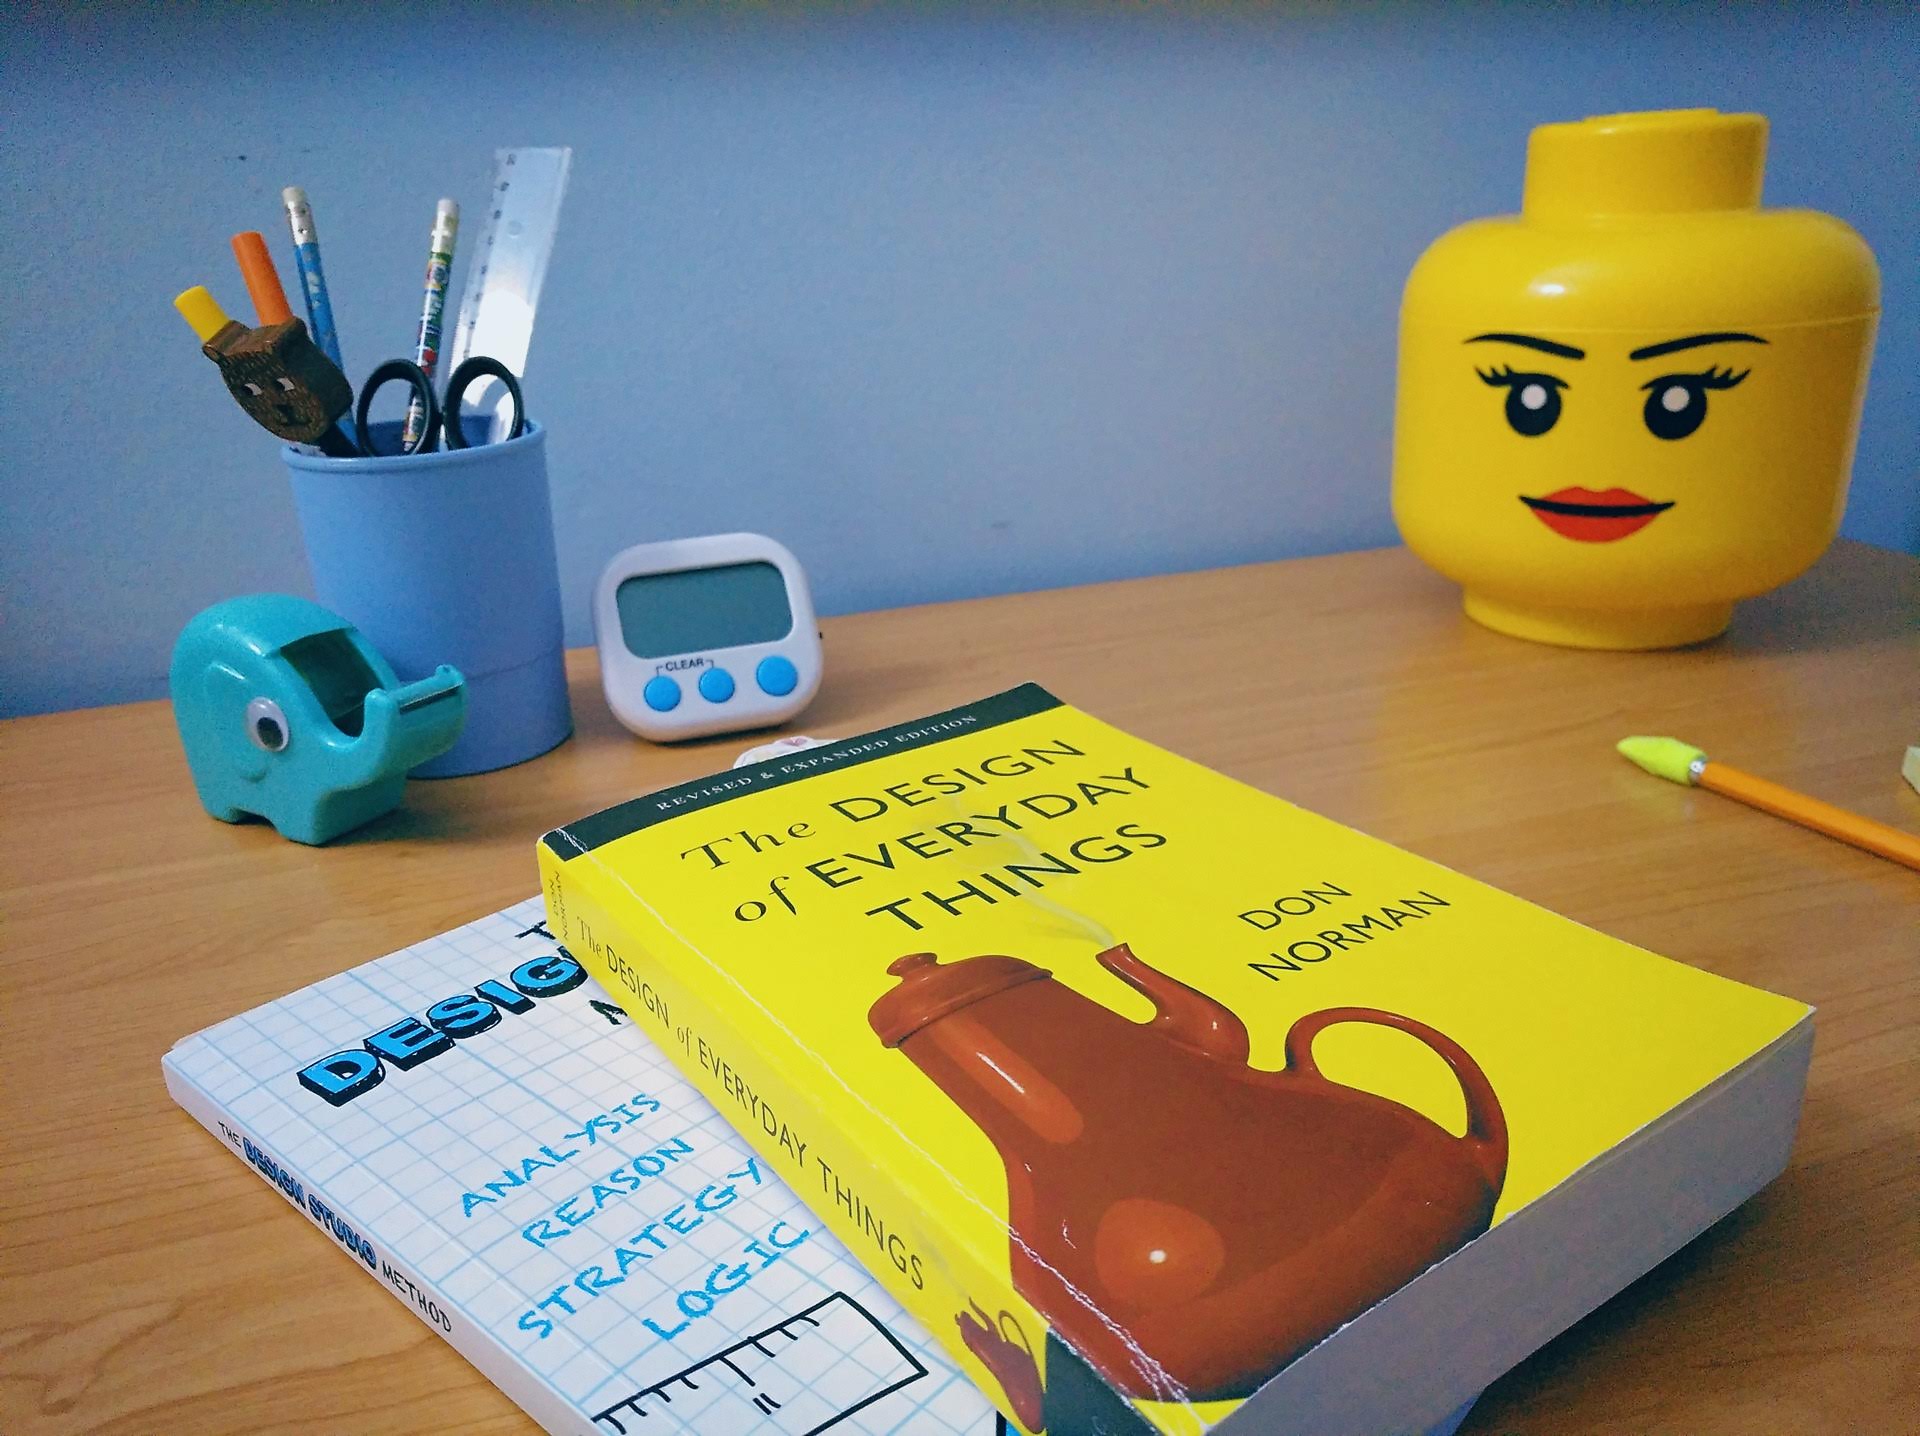 CLEAR
REVISED & EXPANDED EDITION
The DESIGN
of EVERYDAY
THINGS
DON
NORMAN
DON
NORMAN
The DESIGN of EVERYDAY THINGS
DESIG
ANALYSIS
REASON
STRATEGY
LOGIC
THE DESIGN STUDIO METHOD